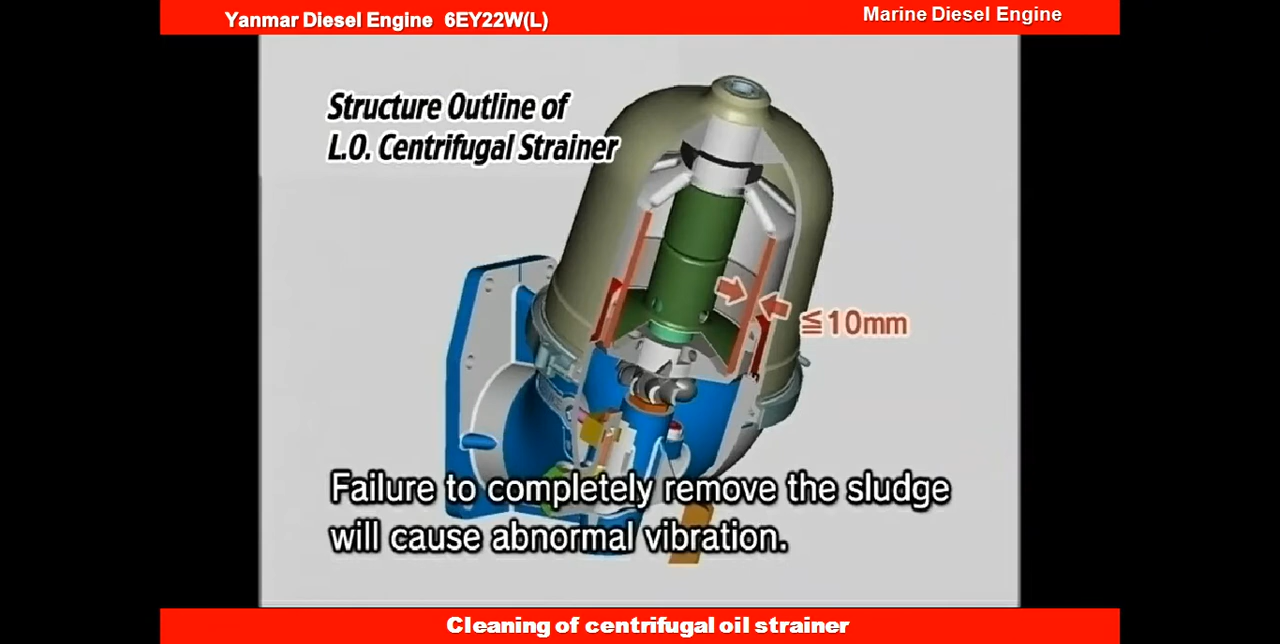 Yanmar Diesel Engine 6EY22W(L)
Marine Diesel Engine
Structure Outline of
L.O. Centrifugal Strainer
≦10mm
Failure to completely remove the sludge
will cause abnormal vibration.
Cleaning of centrifugal oil strainer